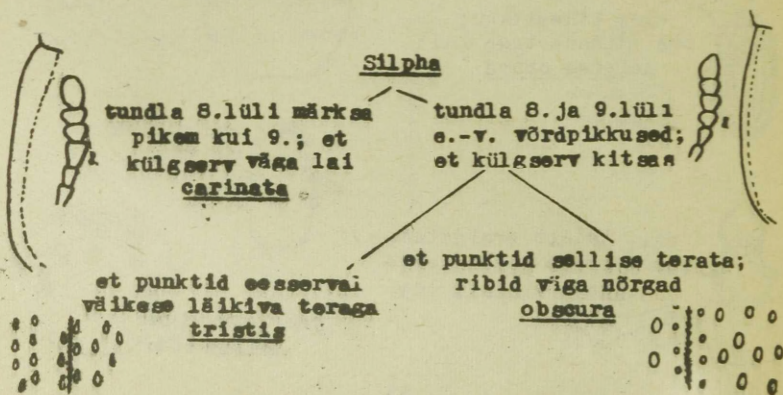 Silpha
tundla 8.lüli märksa
pikem kui 9.; et
külgserv väga lai
carinata
tundla 8.ja 9.lüli
e.-v. võrdpikkused;
et külgserv kitsas
et punktid eesserval
väikese läikiva teraga
tristis
et punktid sellise terata;
ribid väga nõrgad
obscura